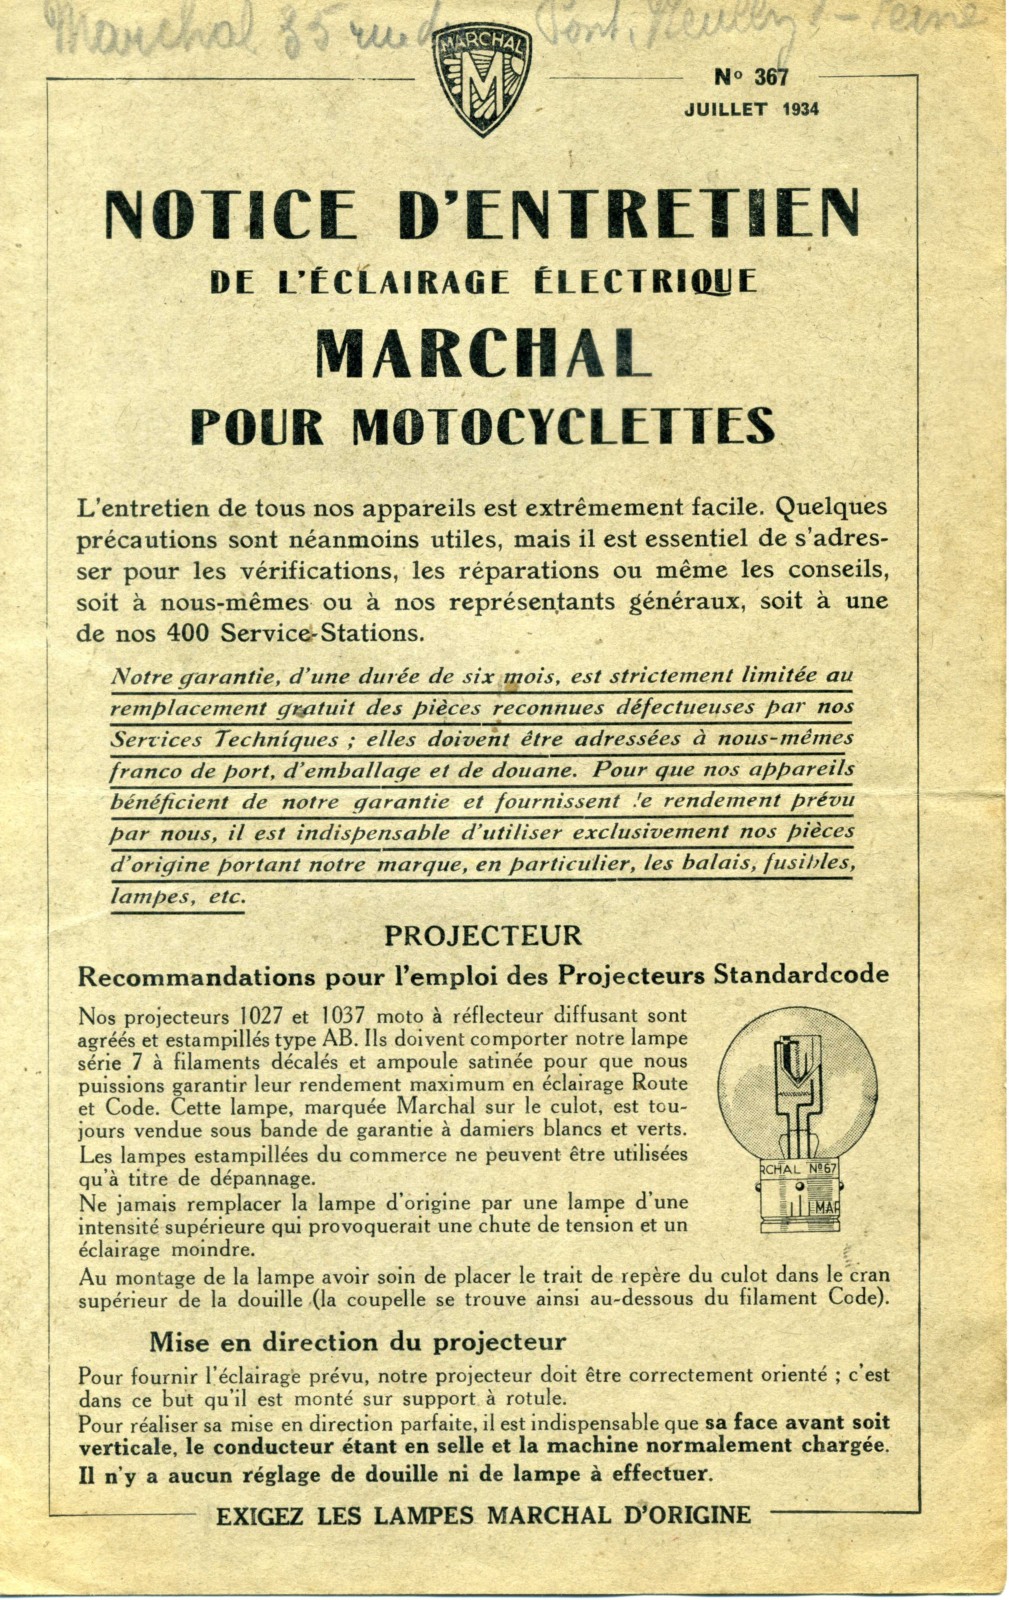 Marchal 35 rue du Pont, Neuilly s-Seine
MARCHAL
M
Nº 367
JUILLET 1934
NOTICE D'ENTRETIEN
DE L'ÉCLAIRAGE ÉLECTRIQUE
MARCHAL
POUR MOTOCYCLETTES
L'entretien de tous nos appareils est extrêmement facile. Quelques
précautions sont néanmoins utiles, mais il est essentiel de s'adres-
ser pour les vérifications, les réparations ou même les conseils,
soit à nous-mêmes ou à nos représentants généraux, soit à une
de nos 400 Service-Stations.
Notre garantie, d'une durée de six mois, est strictement limitée au
remplacement gratuit des pièces reconnues défectueuses par nos
Services Techniques ; elles doivent être adressées à nous-mêmes
franco de port, d'emballage et de douane. Pour que nos appareils
bénéficient de notre garantie et fournissent le rendement prévu
par nous, il est indispensable d'utiliser exclusivement nos pièces
d'origine portant notre marque, en particulier, les balais, fusibles,
lampes, etc.
PROJECTEUR
Recommandations pour l'emploi des Projecteurs Standardcode
Nos projecteurs 1027 et 1037 moto à réflecteur diffusant sont
agréés et estampillés type AB. Ils doivent comporter notre lampe
série 7 à filaments décalés et ampoule satinée pour que nous
puissions garantir leur rendement maximum en éclairage Route
et Code. Cette lampe, marquée Marchal sur le culot, est tou-
jours vendue sous bande de garantie à damiers blancs et verts.
Les lampes estampillées du commerce ne peuvent être utilisées
qu'à titre de dépannage.
Ne jamais remplacer la lampe d'origine par une lampe d'une
intensité supérieure qui provoquerait une chute de tension et un
éclairage moindre.
RCHAL Nº67
MAR
Au montage de la lampe avoir soin de placer le trait de repère du culot dans le cran
supérieur de la douille (la coupelle se trouve ainsi au-dessous du filament Code).
Mise en direction du projecteur
Pour fournir l'éclairage prévu, notre projecteur doit être correctement orienté ; c'est
dans ce but qu'il est monté sur support à rotule.
Pour réaliser sa mise en direction parfaite, il est indispensable que sa face avant soit
verticale, le conducteur étant en selle et la machine normalement chargée.
Il n'y a aucun réglage de douille ni de lampe à effectuer.
EXIGEZ LES LAMPES MARCHAL D'ORIGINE